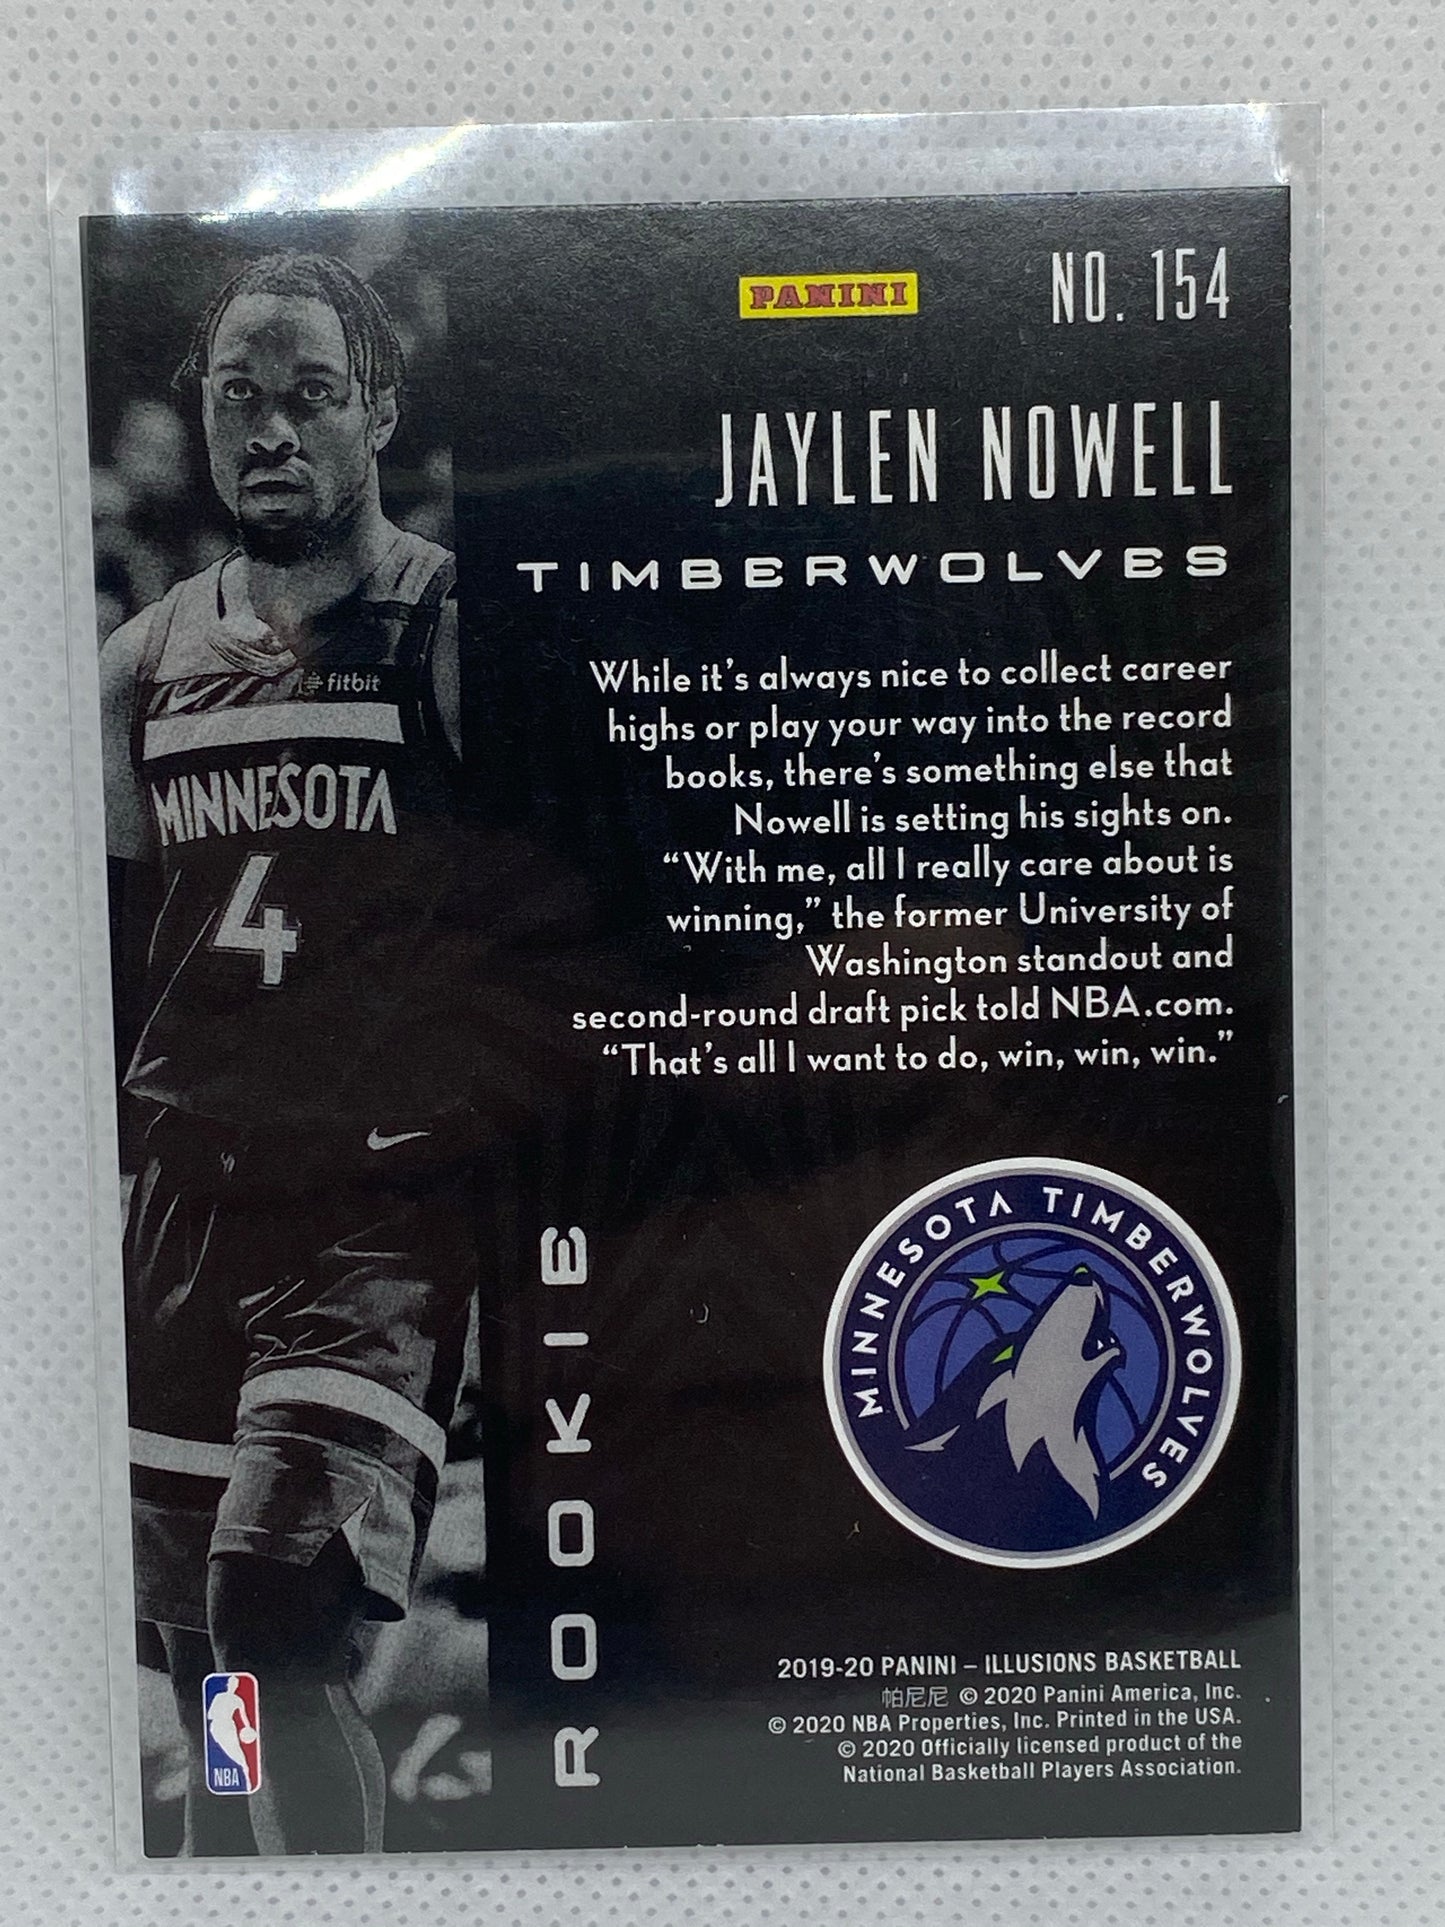 PANINI
NO. 154
JAYLEN NOWELL
TIMBERWOLVES
While it's always nice to collect career
highs or play your way into the record
books, there's something else that
Nowell is setting his sights on.
“With me, all I really care about is
winning,” the former University of
Washington standout and
second-round draft pick told NBA.com.
“That's all I want to do, win, win, win.”
fitbit
MINNESOTA
4
ROOKIE
MINNESOTA TIMBERWOLVES
NBA
2019-20 PANINI – ILLUSIONS BASKETBALL
帕尼尼 © 2020 Panini America, Inc.
© 2020 NBA Properties, Inc. Printed in the USA.
© 2020 Officially licensed product of the
National Basketball Players Association.